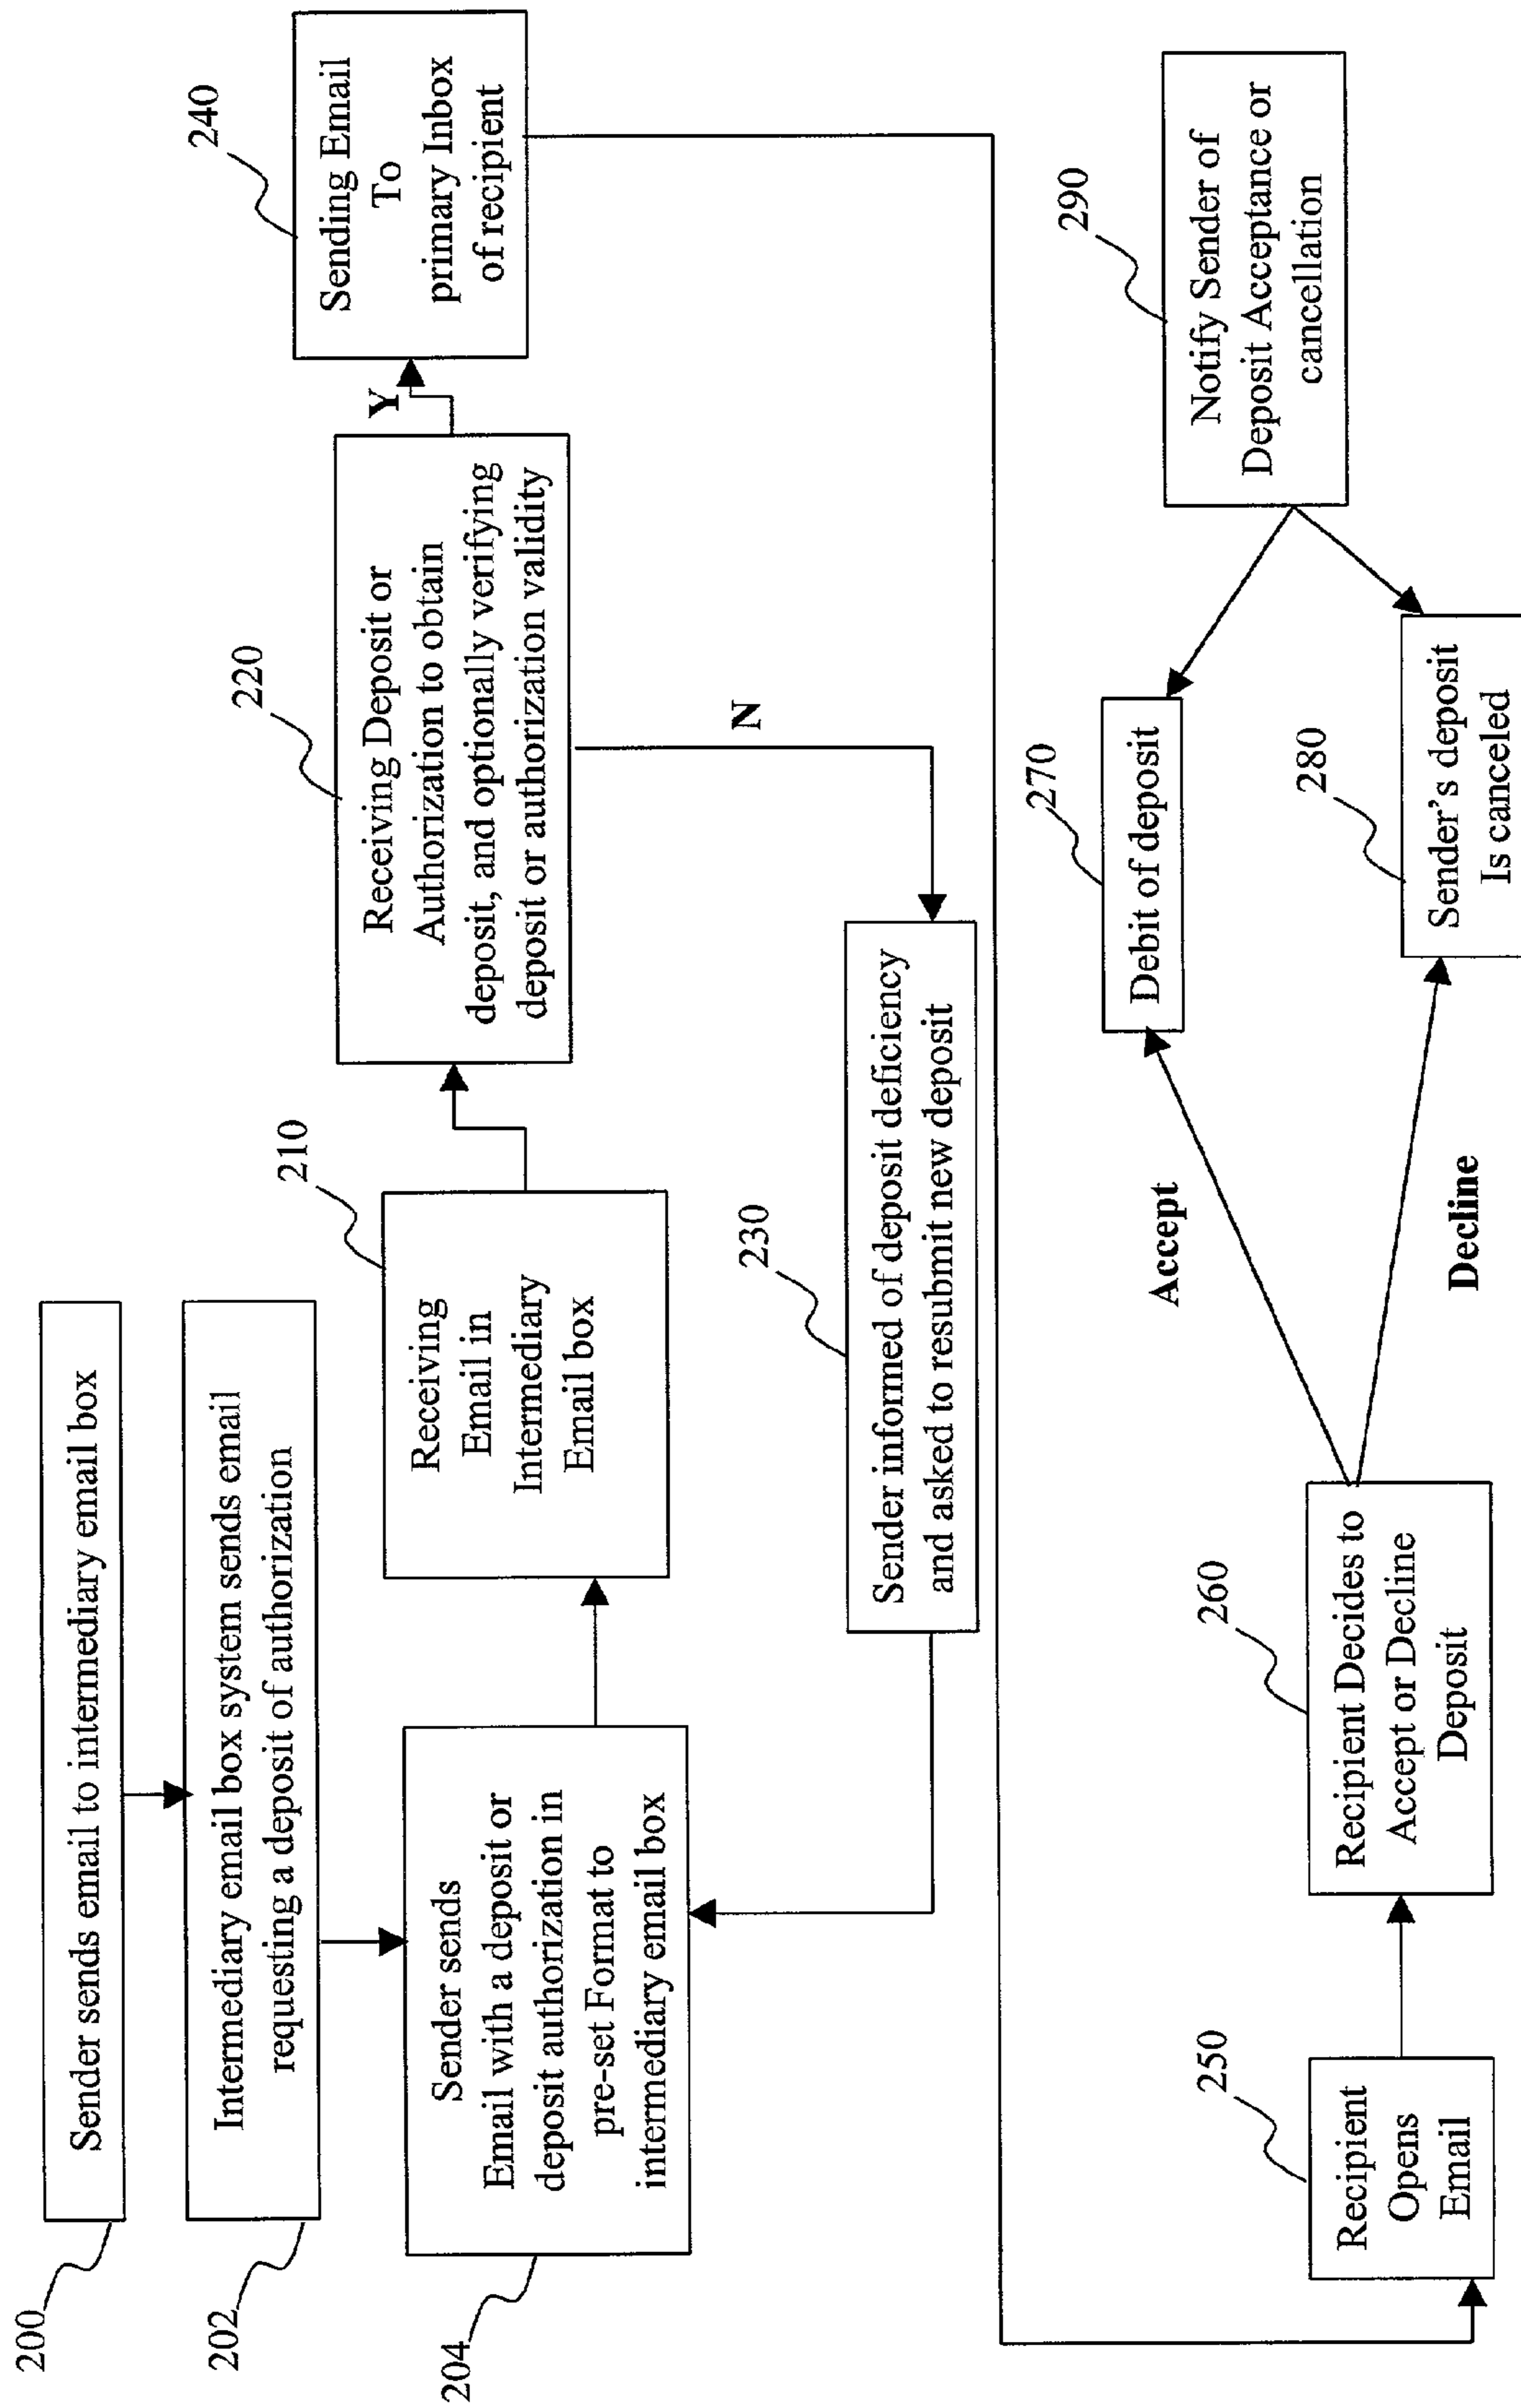 200
Sender sends email to intermediary email box
202
Intermediary email box system sends email
requesting a deposit of authorization
204
Sender sends
Email with a deposit or
deposit authorization in
pre-set Format to
intermediary email box
210
Receiving
Email in
Intermediary
Email box
220
Receiving Deposit or
Authorization to obtain
deposit, and optionally verifying
deposit or authorization validity
Y
N
240
Sending Email
To
primary Inbox
of recipient
230
Sender informed of deposit deficiency
and asked to resubmit new deposit
250
Recipient
Opens
Email
260
Recipient Decides to
Accept or Decline
Deposit
Accept
Decline
270
Debit of deposit
280
Sender's deposit
Is canceled
290
Notify Sender of
Deposit Acceptance or
cancellation